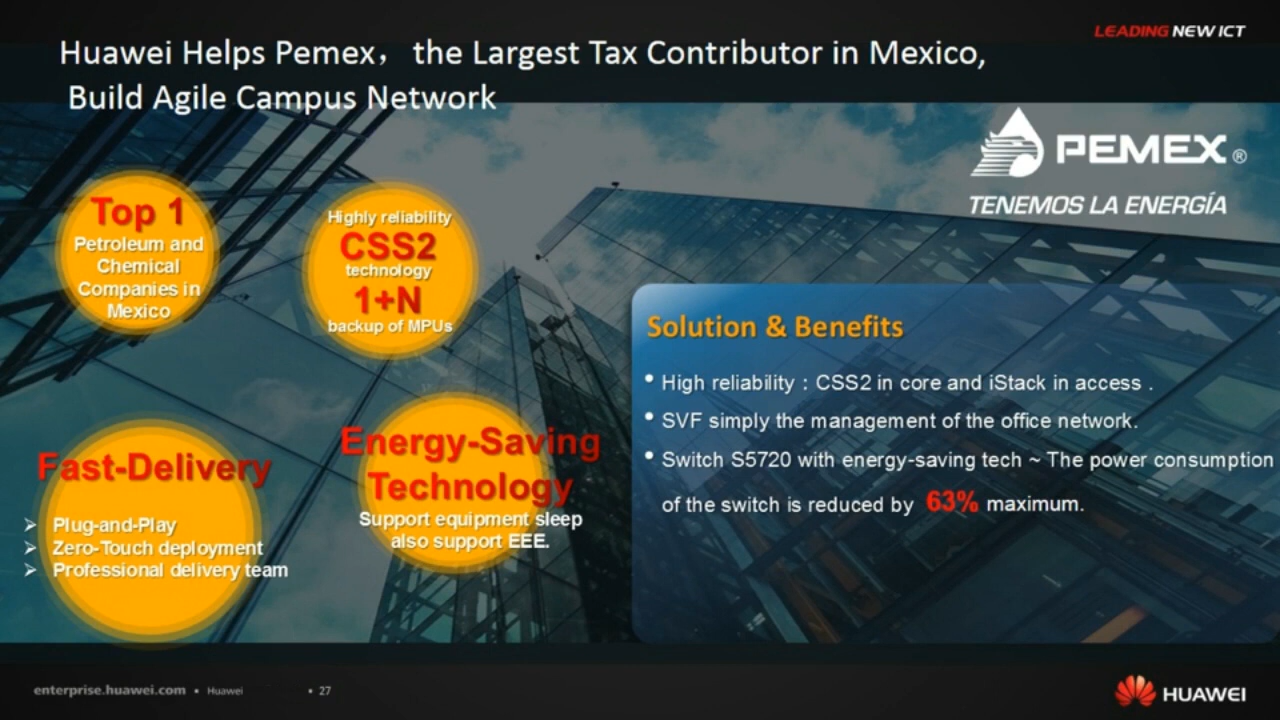 LEADING NEW ICT
Huawei Helps Pemex，the Largest Tax Contributor in Mexico,
Build Agile Campus Network
PEMEX ®
TENEMOS LA ENERGÍA
Top 1
Petroleum and
Chemical
Companies in
Mexico
Highly reliability
CSS2
technology
1+N
backup of MPUs
Fast-Delivery
➢ Plug-and-Play
➢ Zero-Touch deployment
➢ Professional delivery team
Energy-Saving
Technology
Support equipment sleep
also support EEE.
Solution & Benefits
• High reliability：CSS2 in core and iStack in access .
• SVF simply the management of the office network.
• Switch S5720 with energy-saving tech ~ The power consumption
of the switch is reduced by 63% maximum.
enterprise.huawei.com • Huawei • 27
HUAWEI